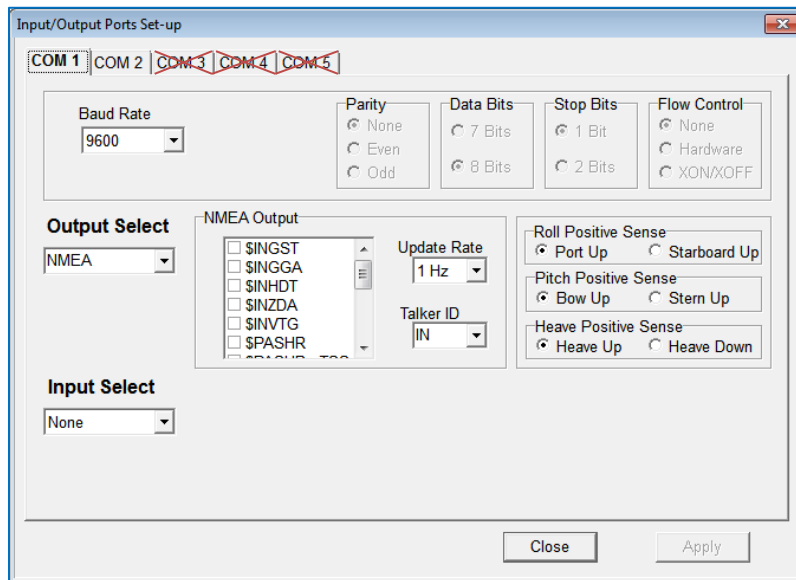 Input/Output Ports Set-up
COM 1 COM 2 COM 3 COM 4 COM 5
Baud Rate
9600
Parity
None
Even
Odd
Data Bits
7 Bits
8 Bits
Stop Bits
1 Bit
2 Bits
Flow Control
None
Hardware
XON/XOFF
Output Select
NMEA
NMEA Output
$INGST
$INGGA
$INHDT
$INZDA
$INVTG
$PASHR
Update Rate
1 Hz
Talker ID
IN
Roll Positive Sense
Port Up Starboard Up
Pitch Positive Sense
Bow Up Stern Up
Heave Positive Sense
Heave Up Heave Down
Input Select
None
Close Apply